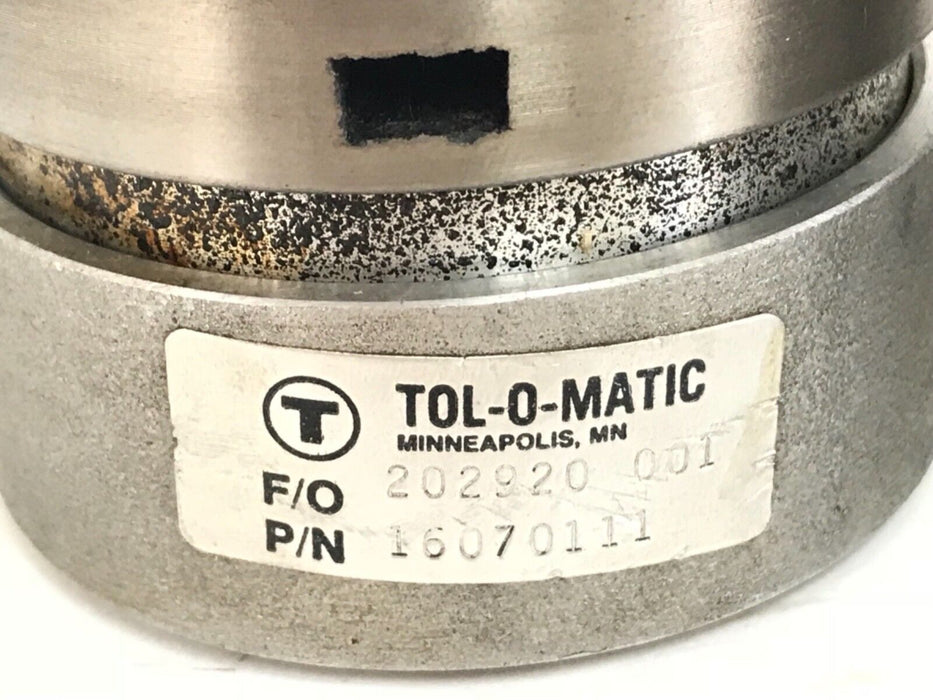 T TOL-O-MATIC
MINNEAPOLIS, MN
F/O 202920 001
P/N 16070111